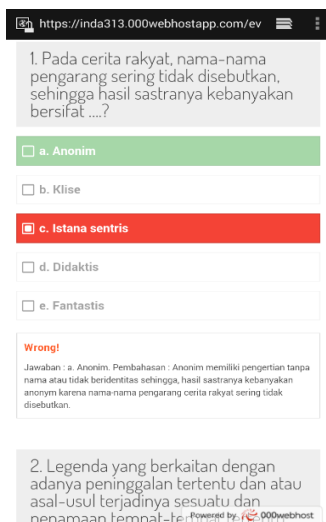 https://inda313.000webhostapp.com/ev
1. Pada cerita rakyat, nama-nama
pengarang sering tidak disebutkan,
sehingga hasil sastranya kebanyakan
bersifat ....?
a. Anonim
b. Klise
c. Istana sentris
d. Didaktis
e. Fantastis
Wrong!
Jawaban : a. Anonim. Pembahasan : Anonim memiliki pengertian tanpa
nama atau tidak beridentitas sehingga, hasil sastranya kebanyakan
anonym karena nama-nama pengarang cerita rakyat sering tidak
disebutkan.
2. Legenda yang berkaitan dengan
adanya peninggalan tertentu dan atau
asal-usul terjadinya sesuatu dan
penamaan
Powered by 000webhost